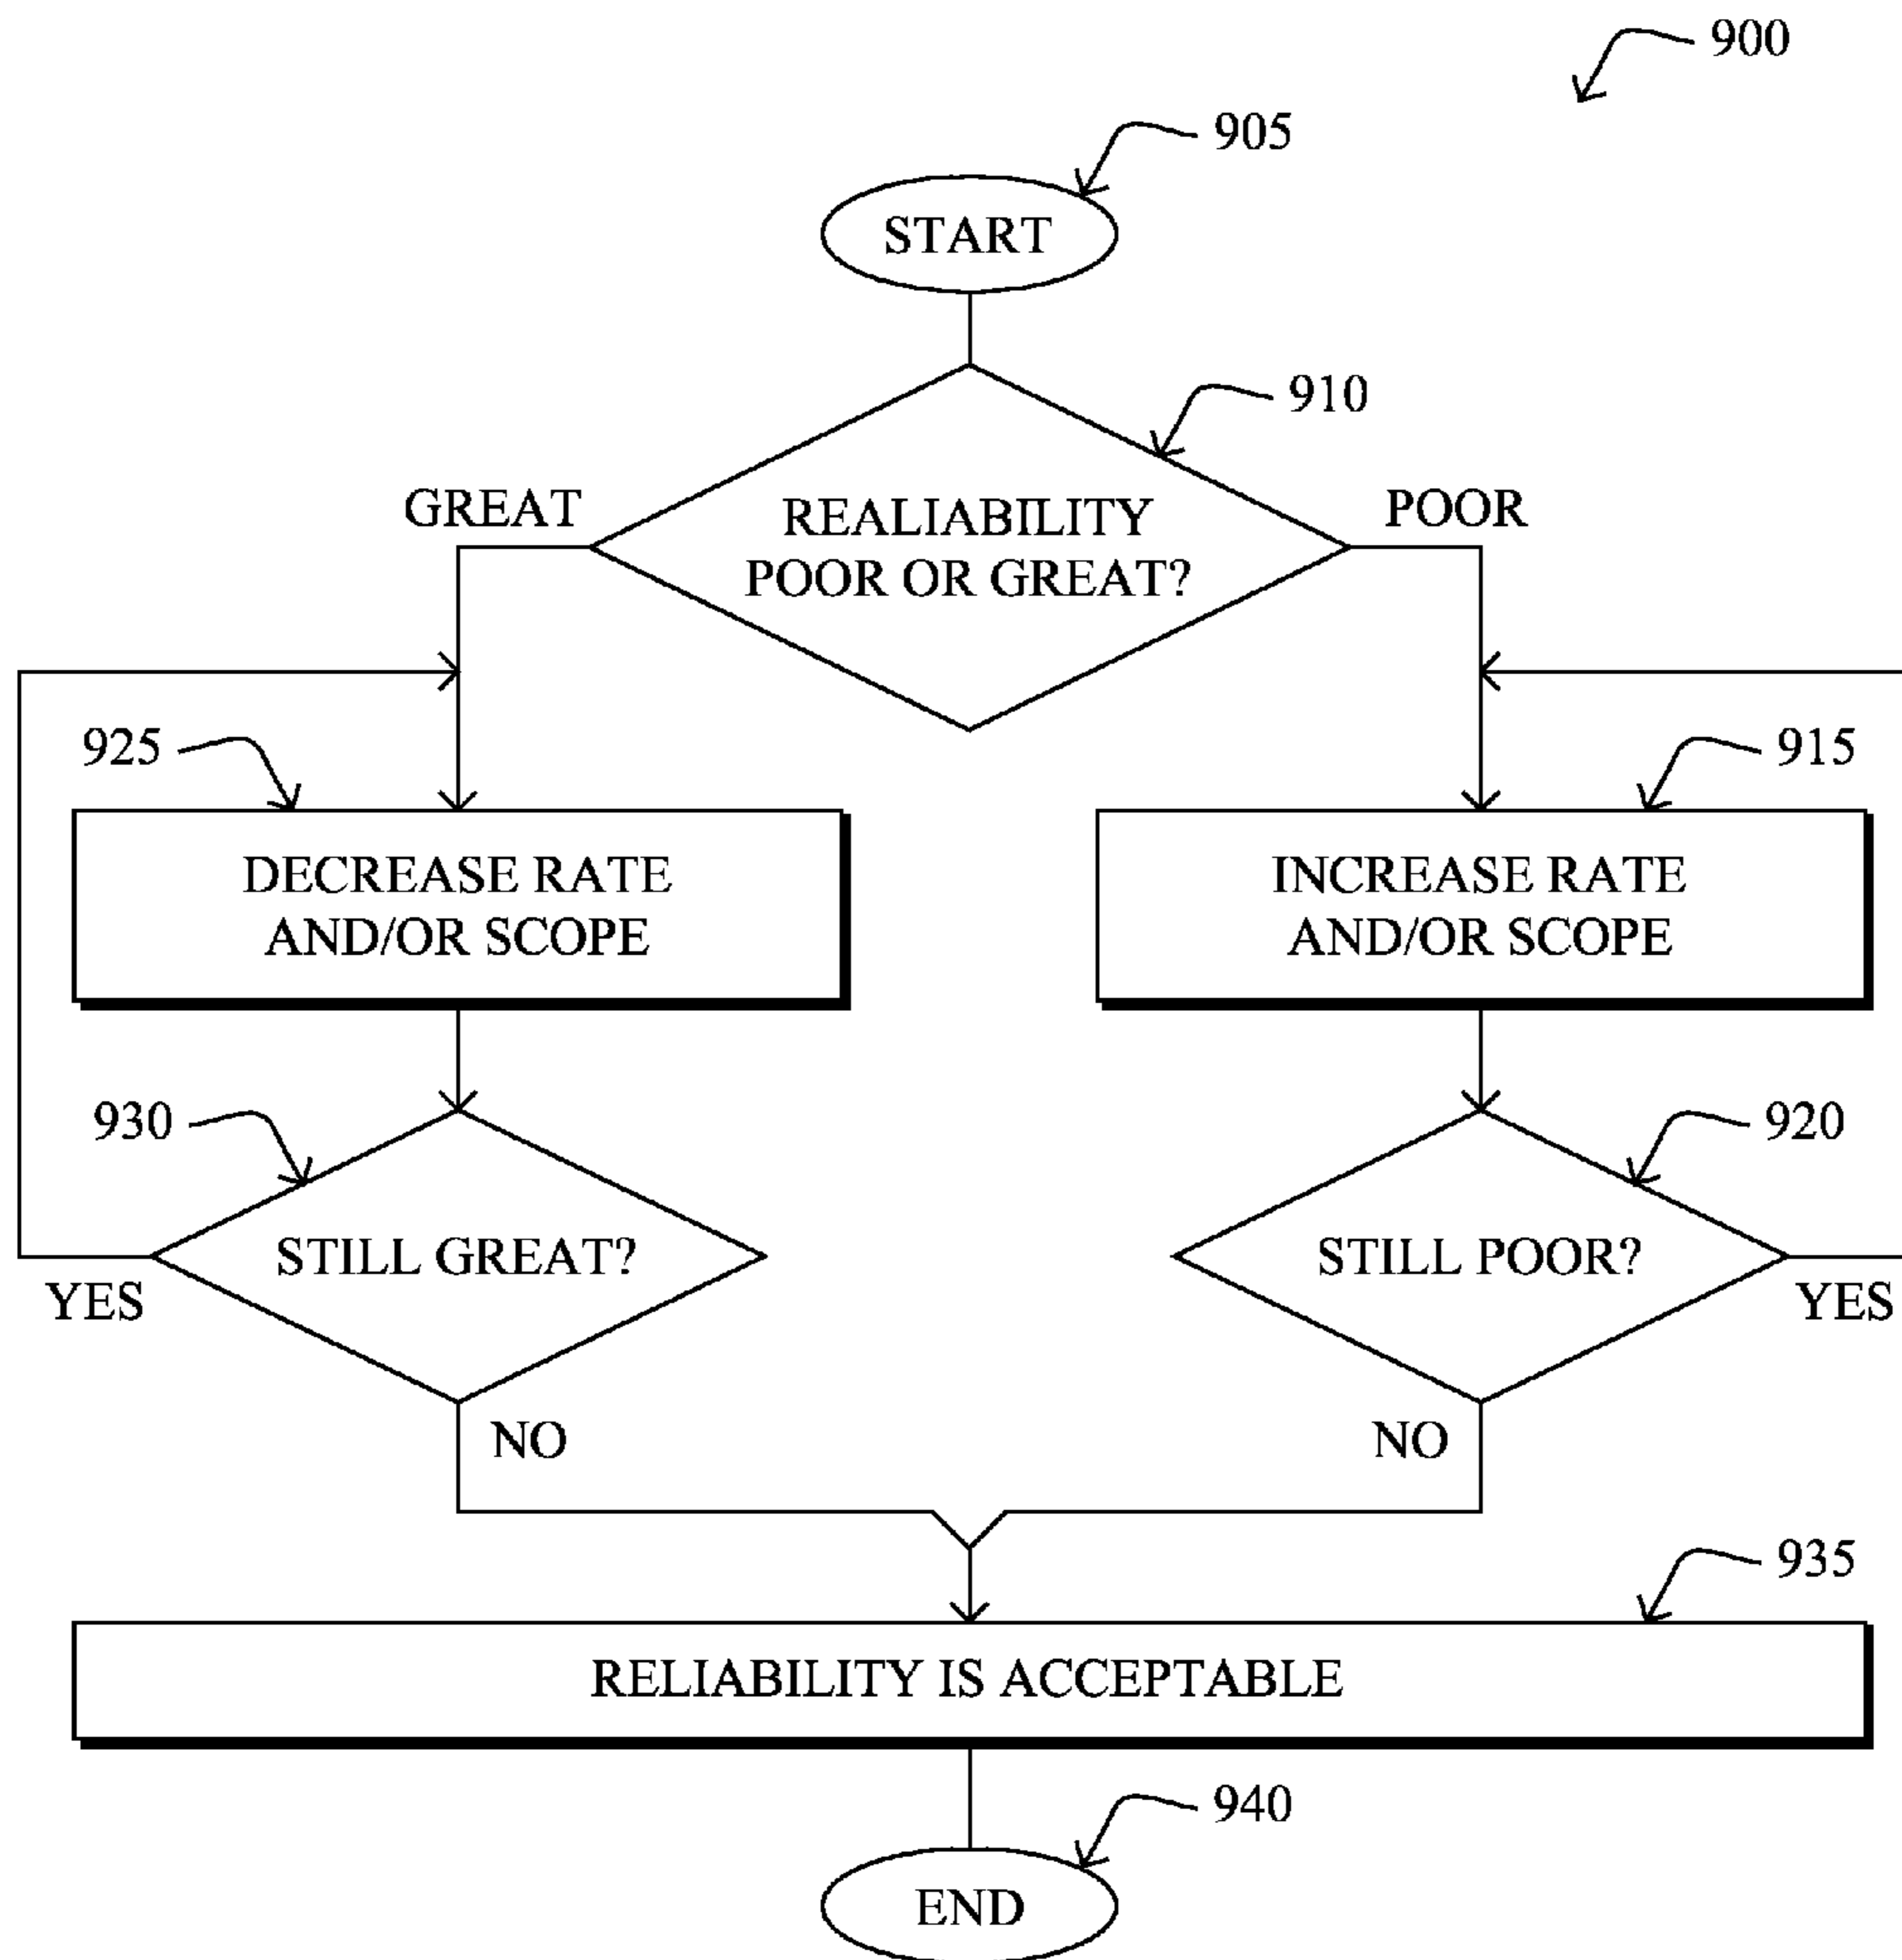 900
905
START
910
GREAT
POOR
REALIABILITY
POOR OR GREAT?
925
915
DECREASE RATE
AND/OR SCOPE
INCREASE RATE
AND/OR SCOPE
930
920
STILL GREAT?
STILL POOR?
YES
YES
NO
NO
935
RELIABILITY IS ACCEPTABLE
940
END